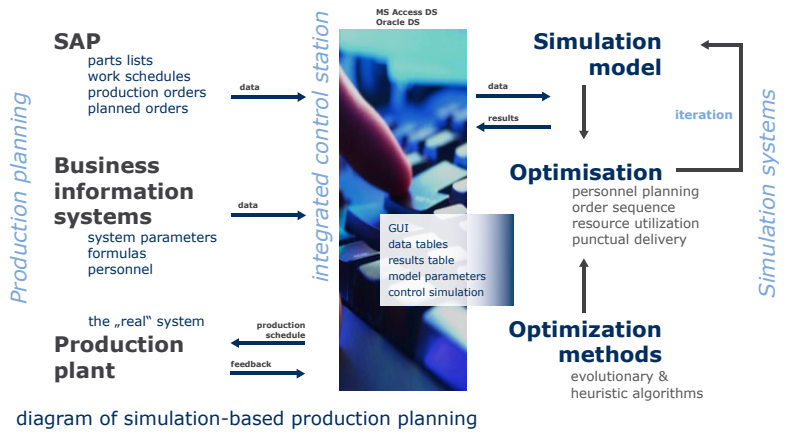 MS Access DS
Oracle DS
Production planning
SAP
parts lists
work schedules
production orders
planned orders
data
Business
information
systems
system parameters
formulas
personnel
data
the „real“ system
Production
plant
production
schedule
feedback
integrated control station
GUI
data tables
results table
model parameters
control simulation
data
results
Simulation
model
iteration
Optimisation
personnel planning
order sequence
resource utilization
punctual delivery
Optimization
methods
evolutionary &
heuristic algorithms
Simulation systems
diagram of simulation-based production planning